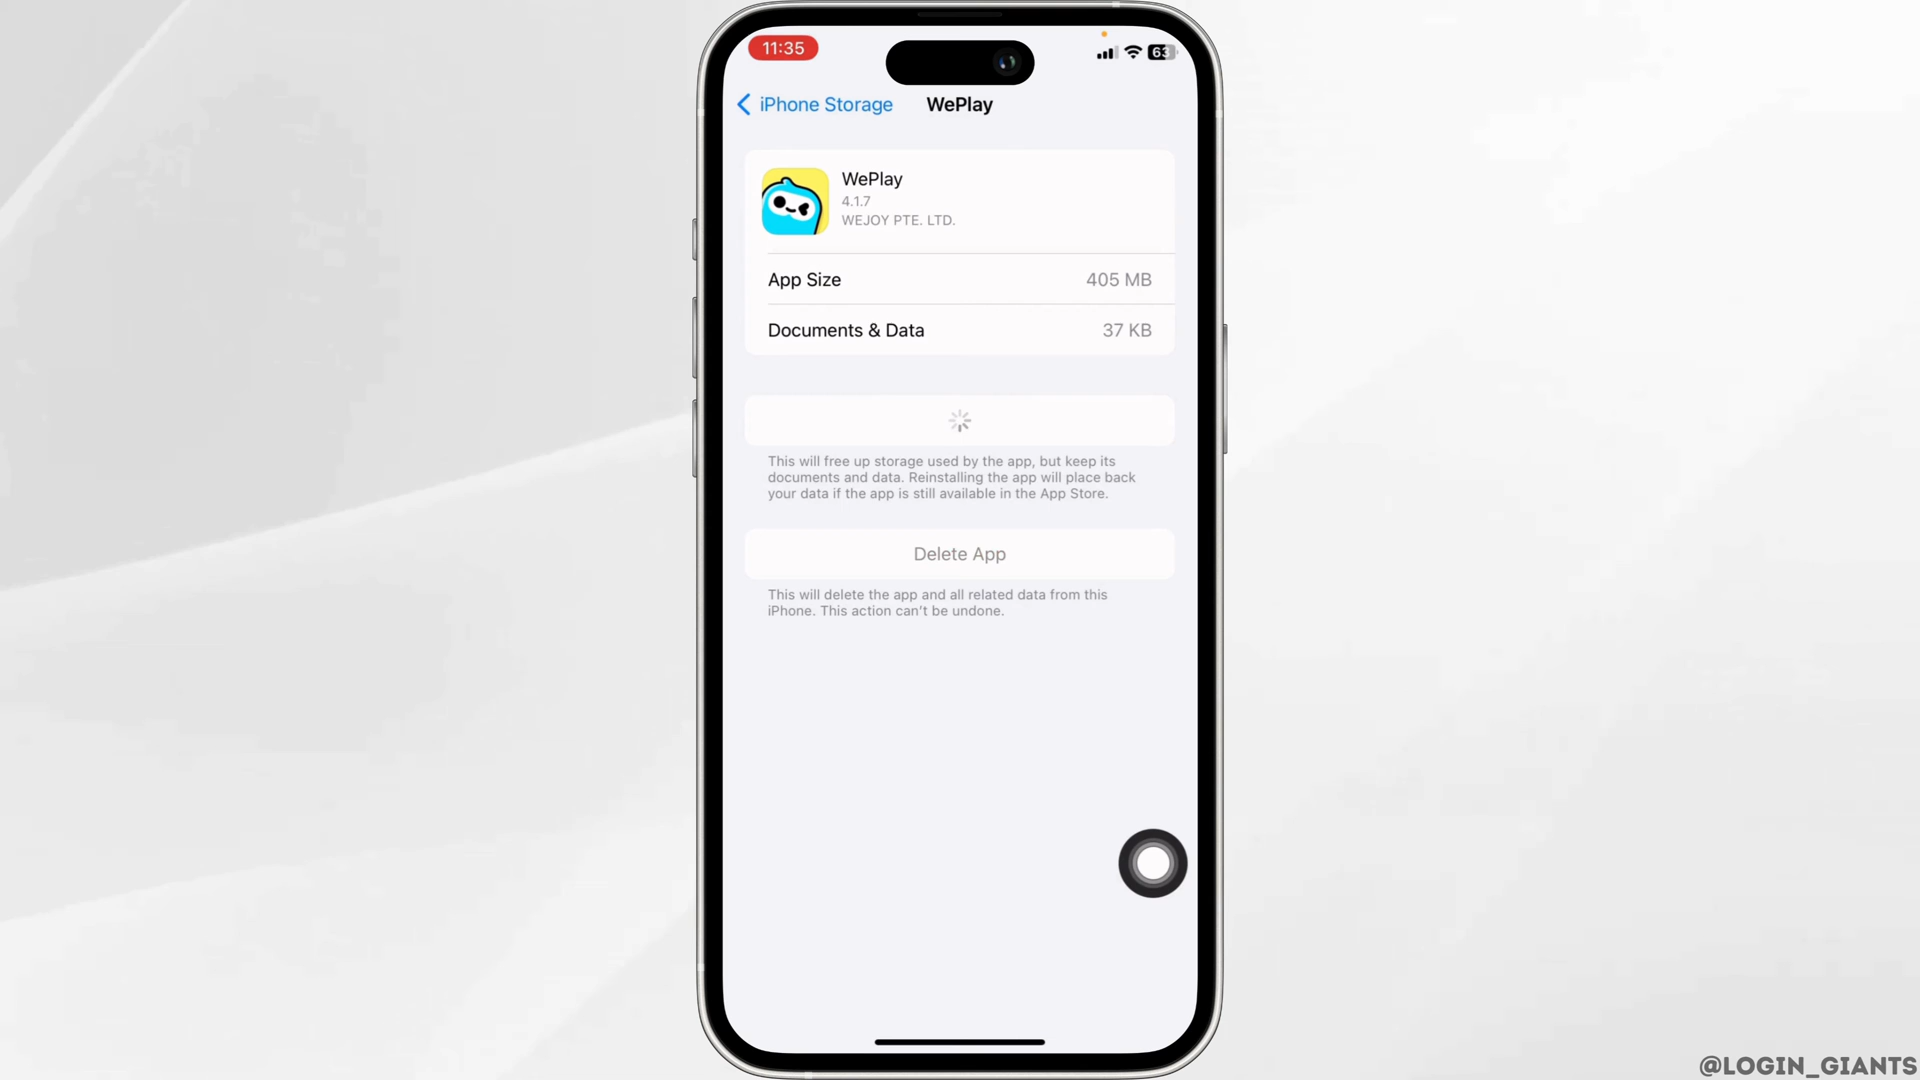 11:35
63
iPhone Storage
WePlay
WePlay
4.1.7
WEJOY PTE. LTD.
App Size
405 MB
Documents & Data
37 KB
This will free up storage used by the app, but keep its
documents and data. Reinstalling the app will place back
your data if the app is still available in the App Store.
Delete App
This will delete the app and all related data from this
iPhone. This action can't be undone.
@LOGIN_GIANTS